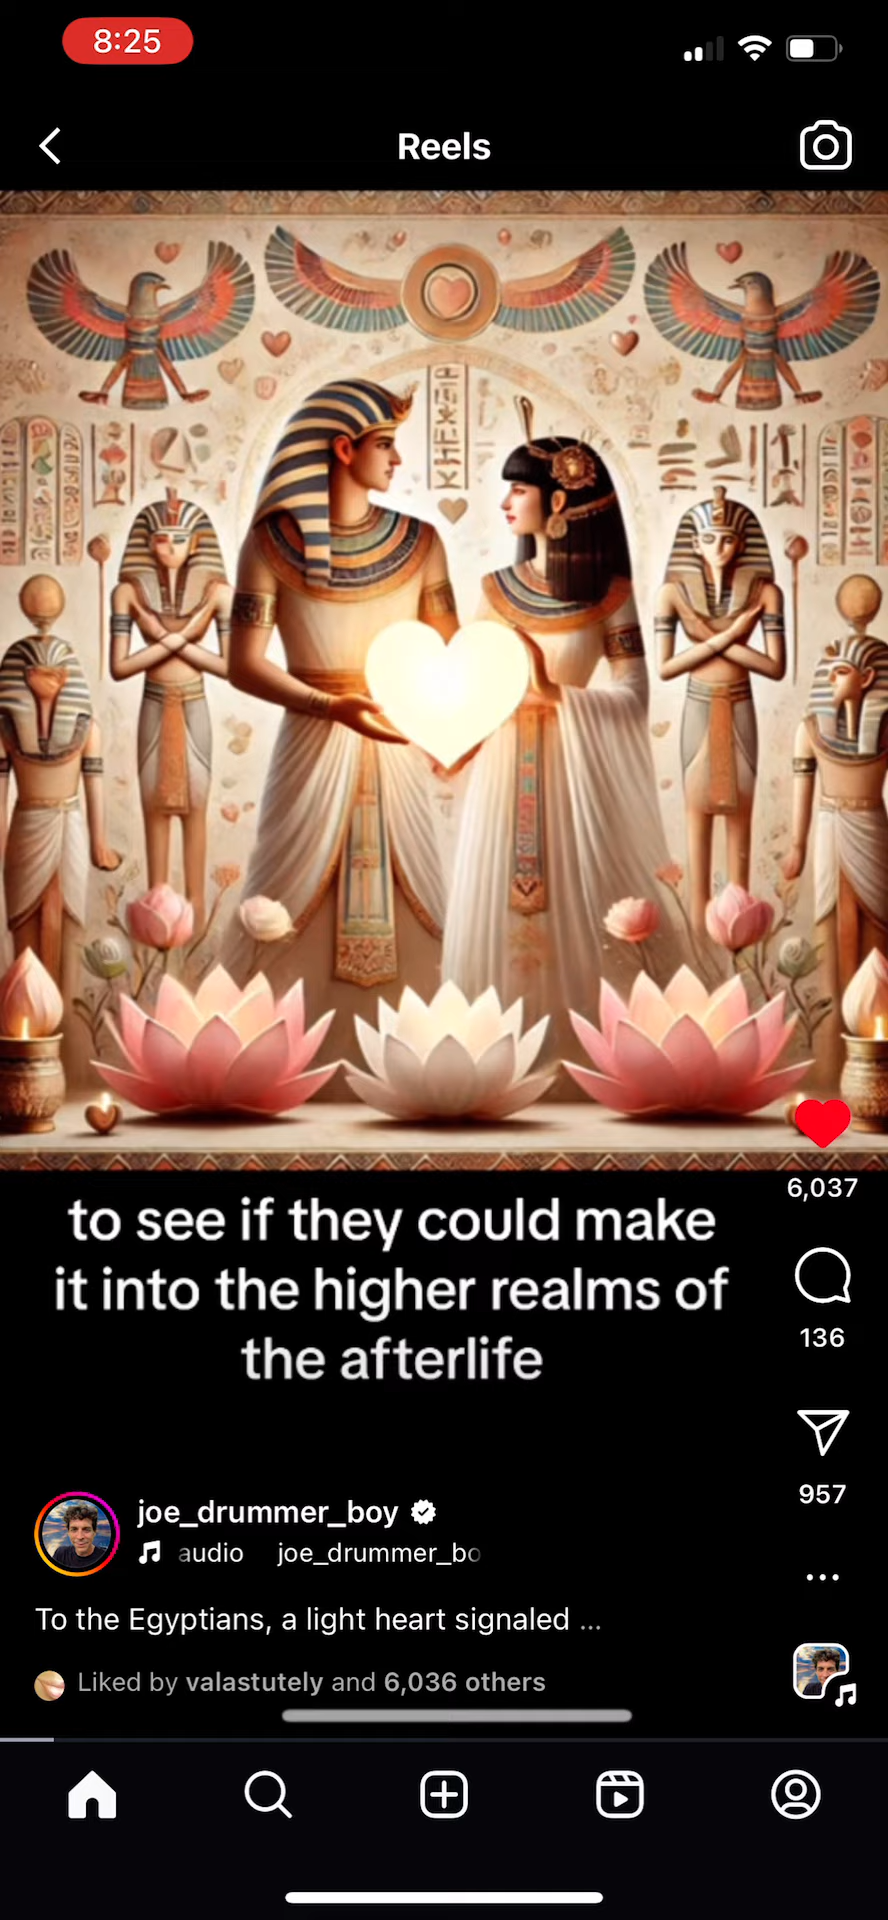 8:25
Reels
to see if they could make
it into the higher realms of
the afterlife
6,037
136
957
joe_drummer_boy
audio joe_drummer_bo
To the Egyptians, a light heart signaled ...
Liked by valastutely and 6,036 others